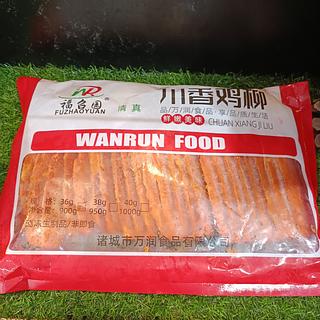 福召园®
FUZHAOYUAN
清真
川香鸡柳
品万润食品·享品质生活
鲜嫩美味
CHUAN XIANG JI LIU
WANRUN FOOD
规 格: 36g 38g 40g
净含量: 900g 950g 1000g
速冻生制品/非即食
诸城市万润食品有限公司